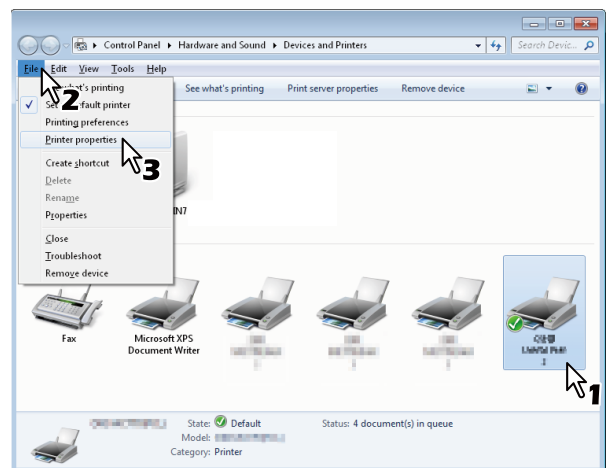 Control Panel ▸ Hardware and Sound ▸ Devices and Printers
Search Devic...
File Edit View Tools Help
See what's printing Print server properties Remove device
what's printing
2
default printer
Printing preferences
Printer properties
3
Create shortcut
Delete
Rename
Properties
Close
Troubleshoot
Remove device
IN7
Fax
Microsoft XPS
Document Writer
1
State: Default Status: 4 document(s) in queue
Model:
Category: Printer